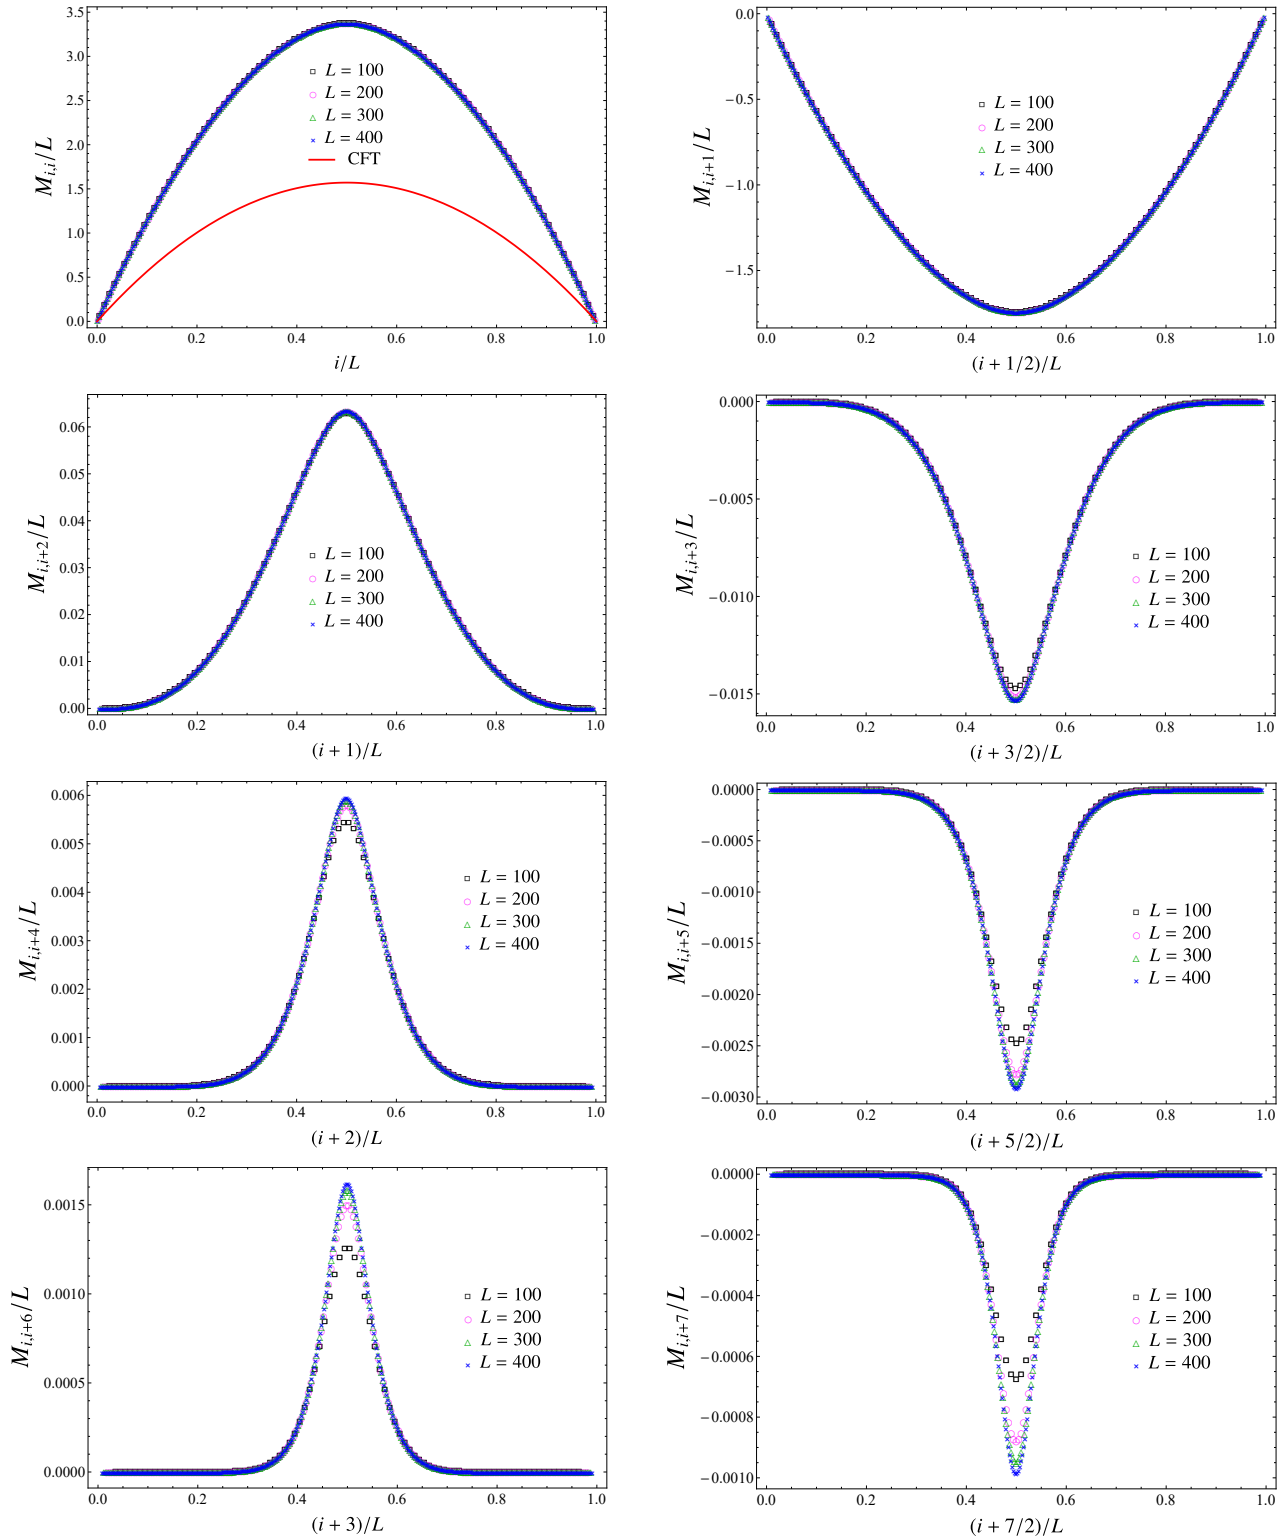 3.5
3.0
2.5
2.0
1.5
1.0
0.5
0.0
M_{i,i}/L
L = 100
L = 200
L = 300
L = 400
CFT
0.0 0.2 0.4 0.6 0.8 1.0
i/L
0.0
−0.5
−1.0
−1.5
M_{i,i+1}/L
L = 100
L = 200
L = 300
L = 400
0.0 0.2 0.4 0.6 0.8 1.0
(i + 1/2)/L
0.06
0.05
0.04
0.03
0.02
0.01
0.00
M_{i,i+2}/L
L = 100
L = 200
L = 300
L = 400
0.0 0.2 0.4 0.6 0.8 1.0
(i + 1)/L
0.000
−0.005
−0.010
−0.015
M_{i,i+3}/L
L = 100
L = 200
L = 300
L = 400
0.0 0.2 0.4 0.6 0.8 1.0
(i + 3/2)/L
0.006
0.005
0.004
0.003
0.002
0.001
0.000
M_{i,i+4}/L
L = 100
L = 200
L = 300
L = 400
0.0 0.2 0.4 0.6 0.8 1.0
(i + 2)/L
0.0000
−0.0005
−0.0010
−0.0015
−0.0020
−0.0025
−0.0030
M_{i,i+5}/L
L = 100
L = 200
L = 300
L = 400
0.0 0.2 0.4 0.6 0.8 1.0
(i + 5/2)/L
0.0015
0.0010
0.0005
0.0000
M_{i,i+6}/L
L = 100
L = 200
L = 300
L = 400
0.0 0.2 0.4 0.6 0.8 1.0
(i + 3)/L
0.0000
−0.0002
−0.0004
−0.0006
−0.0008
−0.0010
M_{i,i+7}/L
L = 100
L = 200
L = 300
L = 400
0.0 0.2 0.4 0.6 0.8 1.0
(i + 7/2)/L